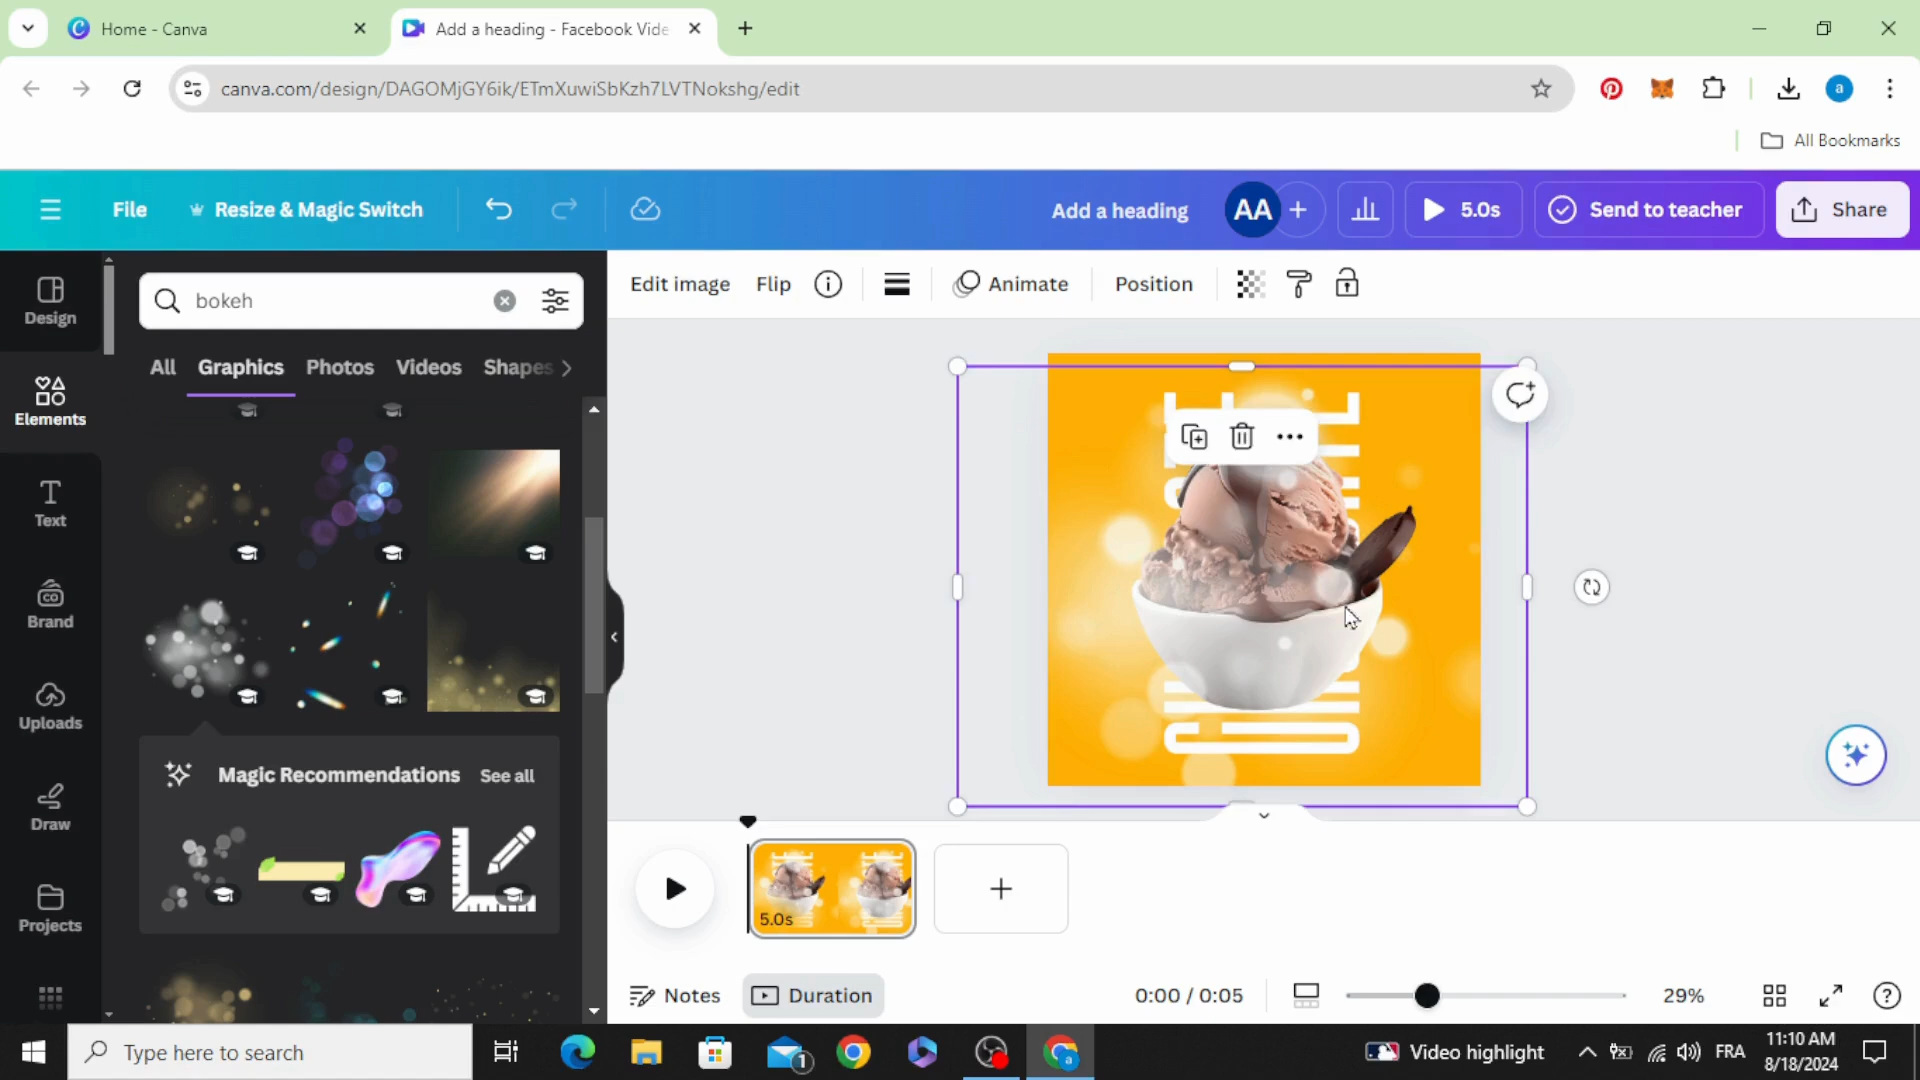 Home - Canva
Add a heading - Facebook Vide
canva.com/design/DAGOMjGY6ik/ETmXuwiSbKzh7LVTNokshg/edit
a
All Bookmarks
File
Resize & Magic Switch
Add a heading
AA
5.0s
Send to teacher
Share
Design
Elements
Text
Brand
Uploads
Draw
Projects
bokeh
All
Graphics
Photos
Videos
Shapes
Magic Recommendations
See all
Edit image
Flip
Animate
Position
5.0s
Notes
Duration
0:00 / 0:05
29%
Type here to search
1
a
Video highlight
FRA
11:10 AM
8/18/2024